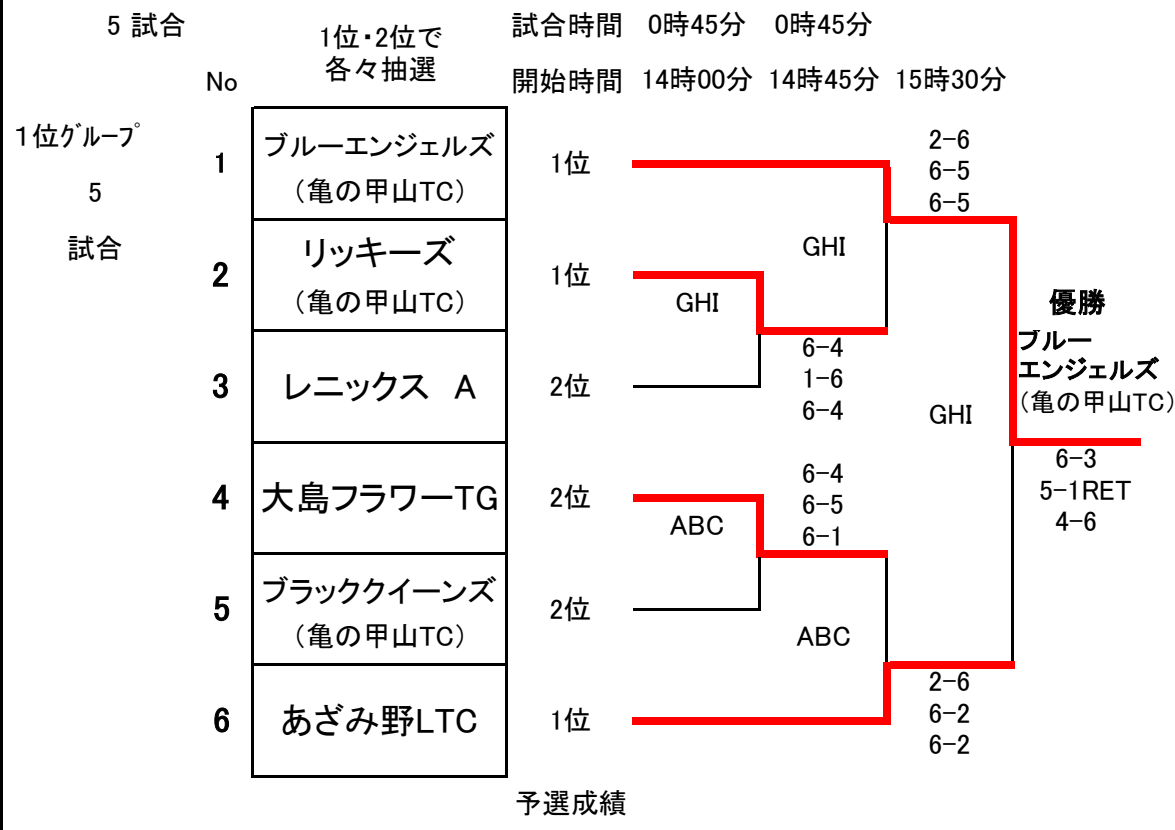 5 試合
1位・2位で
各々抽選
試合時間 0時45分 0時45分
No
開始時間 14時00分 14時45分 15時30分
1位グループ
5
試合
1
ブルーエンジェルズ
(亀の甲山TC)
1位
2-6
6-5
6-5
2
リッキーズ
(亀の甲山TC)
1位
GHI
GHI
6-4
1-6
6-4
3
レニックス A
2位
GHI
優勝
ブルー
エンジェルズ
(亀の甲山TC)
6-3
5-1RET
4-6
4
大島フラワーTG
2位
ABC
6-4
6-5
6-1
5
ブラッククイーンズ
(亀の甲山TC)
2位
ABC
6
あざみ野LTC
1位
2-6
6-2
6-2
予選成績